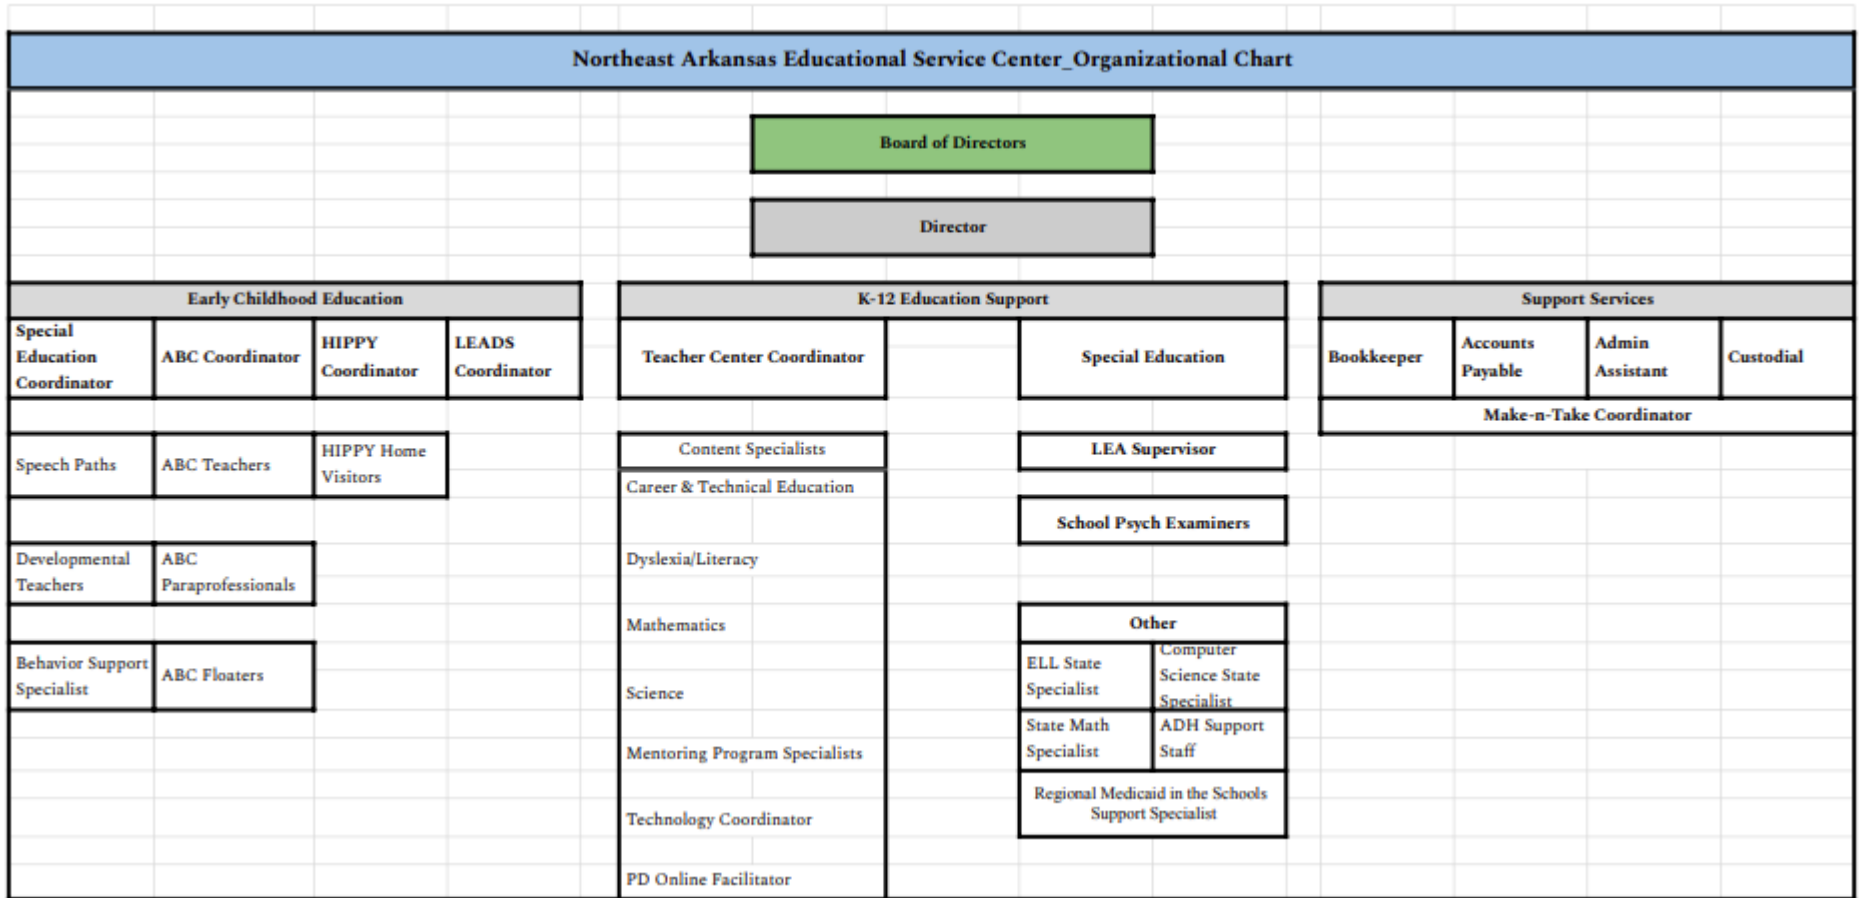 Northeast Arkansas Educational Service Center_Organizational Chart
Board of Directors
Director
Early Childhood Education
Special
Education
Coordinator
ABC Coordinator
HIPPY
Coordinator
LEADS
Coordinator
Speech Paths
ABC Teachers
HIPPY Home
Visitors
Developmental
Teachers
ABC
Paraprofessionals
Behavior Support
Specialist
ABC Floaters
K-12 Education Support
Teacher Center Coordinator
Special Education
Content Specialists
Career & Technical Education
Dyslexia/Literacy
Mathematics
Science
Mentoring Program Specialists
Technology Coordinator
PD Online Facilitator
LEA Supervisor
School Psych Examiners
Other
ELL State
Specialist
Computer
Science State
Specialist
State Math
Specialist
ADH Support
Staff
Regional Medicaid in the Schools
Support Specialist
Support Services
Bookkeeper
Accounts
Payable
Admin
Assistant
Custodial
Make-n-Take Coordinator